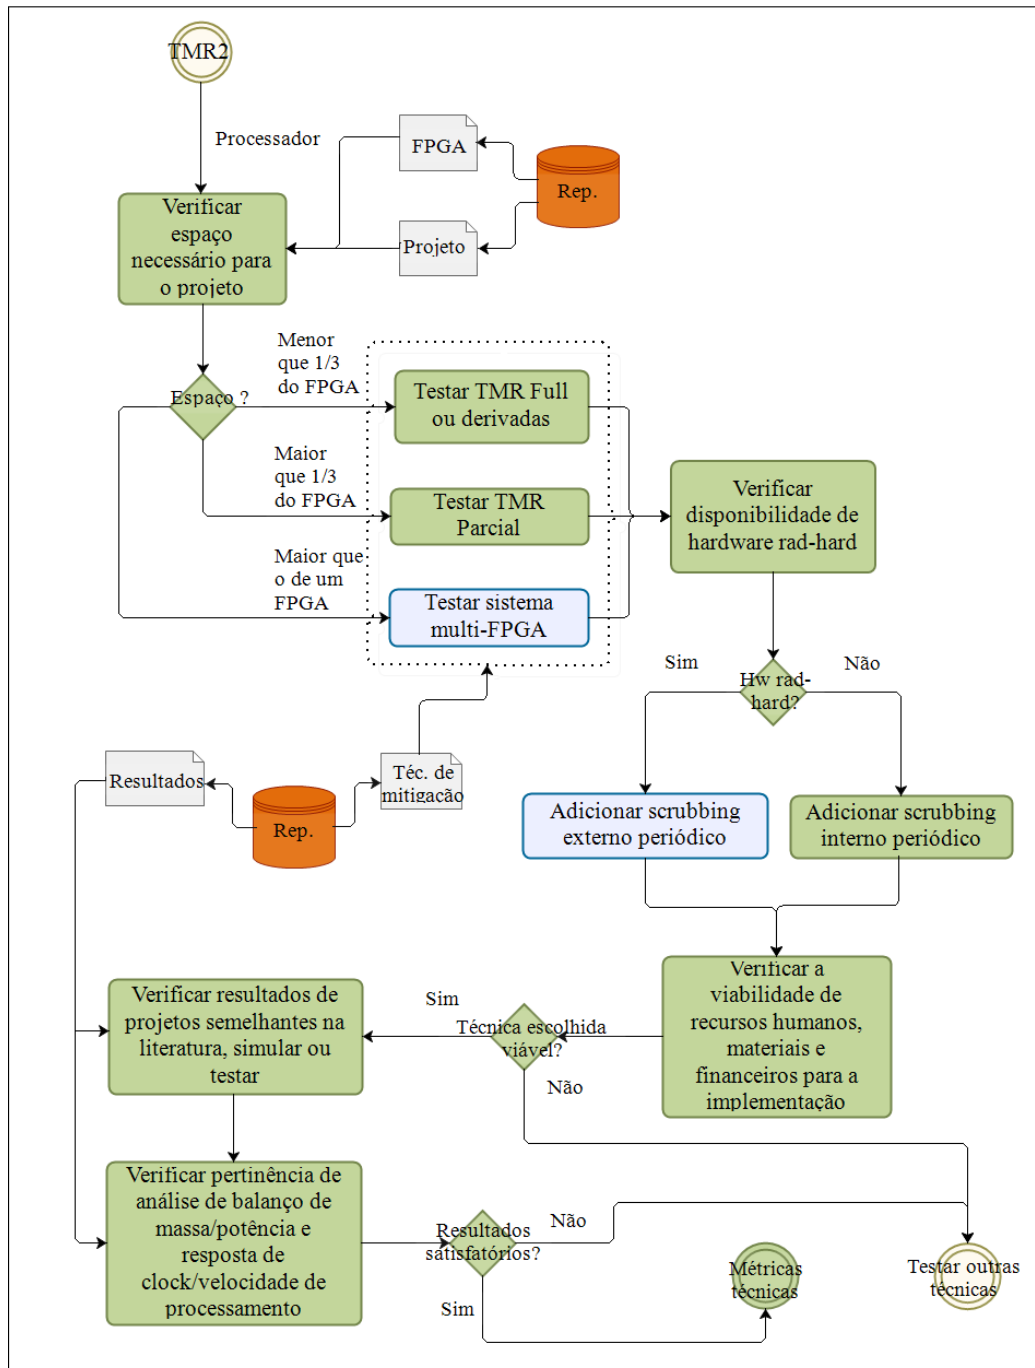 TMR2
Processador
FPGA
Rep.
Projeto
Verificar
espaço
necessário para
o projeto
Espaço ?
Menor
que 1/3
do FPGA
Testar TMR Full
ou derivadas
Maior
que 1/3
do FPGA
Testar TMR
Parcial
Maior que
o de um
FPGA
Testar sistema
multi-FPGA
Verificar
disponibilidade de
hardware rad-hard
Sim
Hw rad-
hard?
Não
Resultados
Rep.
Téc. de
mitigação
Adicionar scrubbing
externo periódico
Adicionar scrubbing
interno periódico
Verificar a
viabilidade de
recursos humanos,
materiais e
financeiros para a
implementação
Técnica escolhida
viável?
Sim
Não
Verificar resultados de
projetos semelhantes na
literatura, simular ou
testar
Verificar pertinência de
análise de balanço de
massa/potência e
resposta de
clock/velocidade de
processamento
Resultados
satisfatórios?
Não
Sim
Métricas
técnicas
Testar outras
técnicas